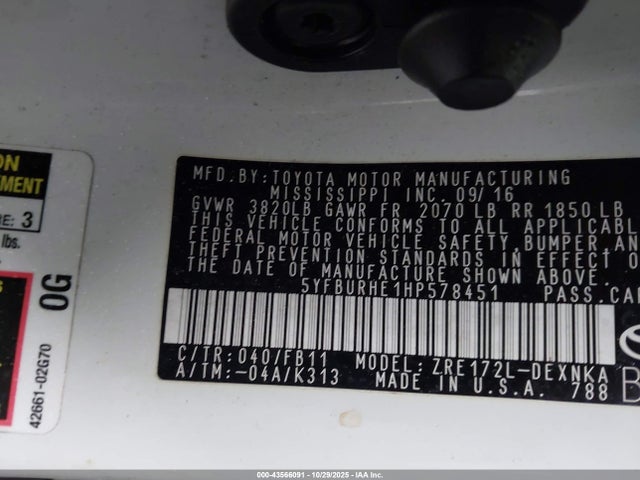 ON
EMENT
RE: 3
lbs.
0G
42661-02G70
MFD.BY:TOYOTA MOTOR MANUFACTURING
MISSISSIPPI INC. 09/16
GVWR 3820LB GAWR FR 2070 LB RR 1850 LB
THIS VEHICLE CONFORMS TO ALL APPLICABL
FEDERAL MOTOR VEHICLE SAFETY,BUMPER AN
THEFT PREVENTION STANDARDS IN EFFECT O
THE DATE OF MANUFACTURE SHOWN ABOVE.
5YFBURHE1HP578451 PASS.CAR
C/TR: 040/FB11 MODEL: ZRE172L-DEXNKA
A/TM:-04A/K313 MADE IN U.S.A. 788
000-43566091 - 10/29/2025 - IAA Inc.